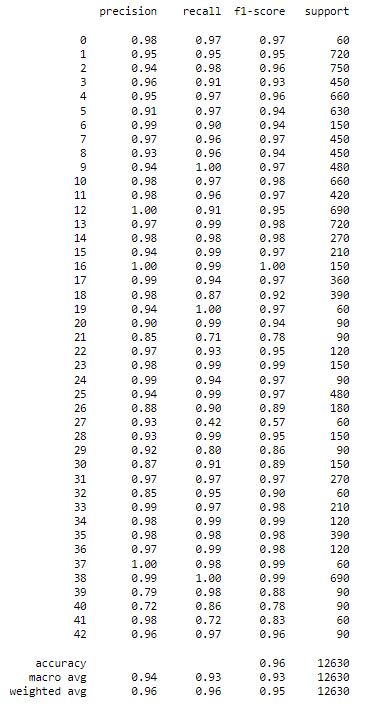 precision recall f1-score support
0 0.98 0.97 0.97 60
1 0.95 0.95 0.95 720
2 0.94 0.98 0.96 750
3 0.96 0.91 0.93 450
4 0.95 0.97 0.96 660
5 0.91 0.97 0.94 630
6 0.99 0.90 0.94 150
7 0.97 0.96 0.97 450
8 0.93 0.96 0.94 450
9 0.94 1.00 0.97 480
10 0.98 0.97 0.98 660
11 0.98 0.96 0.97 420
12 1.00 0.91 0.95 690
13 0.97 0.99 0.98 720
14 0.98 0.98 0.98 270
15 0.94 0.99 0.97 210
16 1.00 0.99 1.00 150
17 0.99 0.94 0.97 360
18 0.98 0.87 0.92 390
19 0.94 1.00 0.97 60
20 0.90 0.99 0.94 90
21 0.85 0.71 0.78 90
22 0.97 0.93 0.95 120
23 0.98 0.99 0.99 150
24 0.99 0.94 0.97 90
25 0.94 0.99 0.97 480
26 0.88 0.90 0.89 180
27 0.93 0.42 0.57 60
28 0.93 0.99 0.95 150
29 0.92 0.80 0.86 90
30 0.87 0.91 0.89 150
31 0.97 0.97 0.97 270
32 0.85 0.95 0.90 60
33 0.99 0.97 0.98 210
34 0.98 0.99 0.99 120
35 0.98 0.98 0.98 390
36 0.97 0.99 0.98 120
37 1.00 0.98 0.99 60
38 0.99 1.00 0.99 690
39 0.79 0.98 0.88 90
40 0.72 0.86 0.78 90
41 0.98 0.72 0.83 60
42 0.96 0.97 0.96 90
accuracy 0.96 12630
macro avg 0.94 0.93 0.93 12630
weighted avg 0.96 0.96 0.95 12630